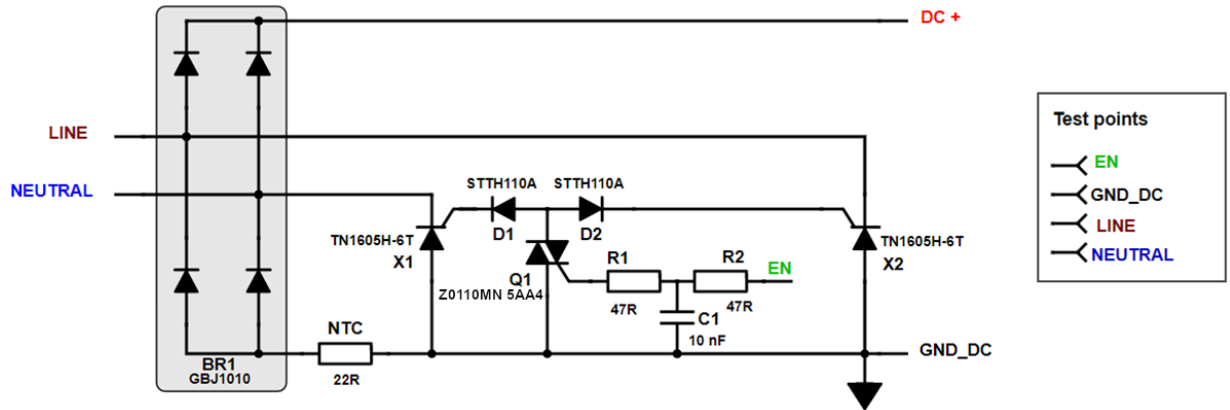 DC +
LINE
NEUTRAL
STTH110A
STTH110A
D1
D2
TN1605H-6T
X1
Q1
Z0110MN 5AA4
R1
47R
R2
47R
EN
C1
10 nF
TN1605H-6T
X2
BR1
GBJ1010
NTC
22R
GND_DC
Test points
EN
GND_DC
LINE
NEUTRAL